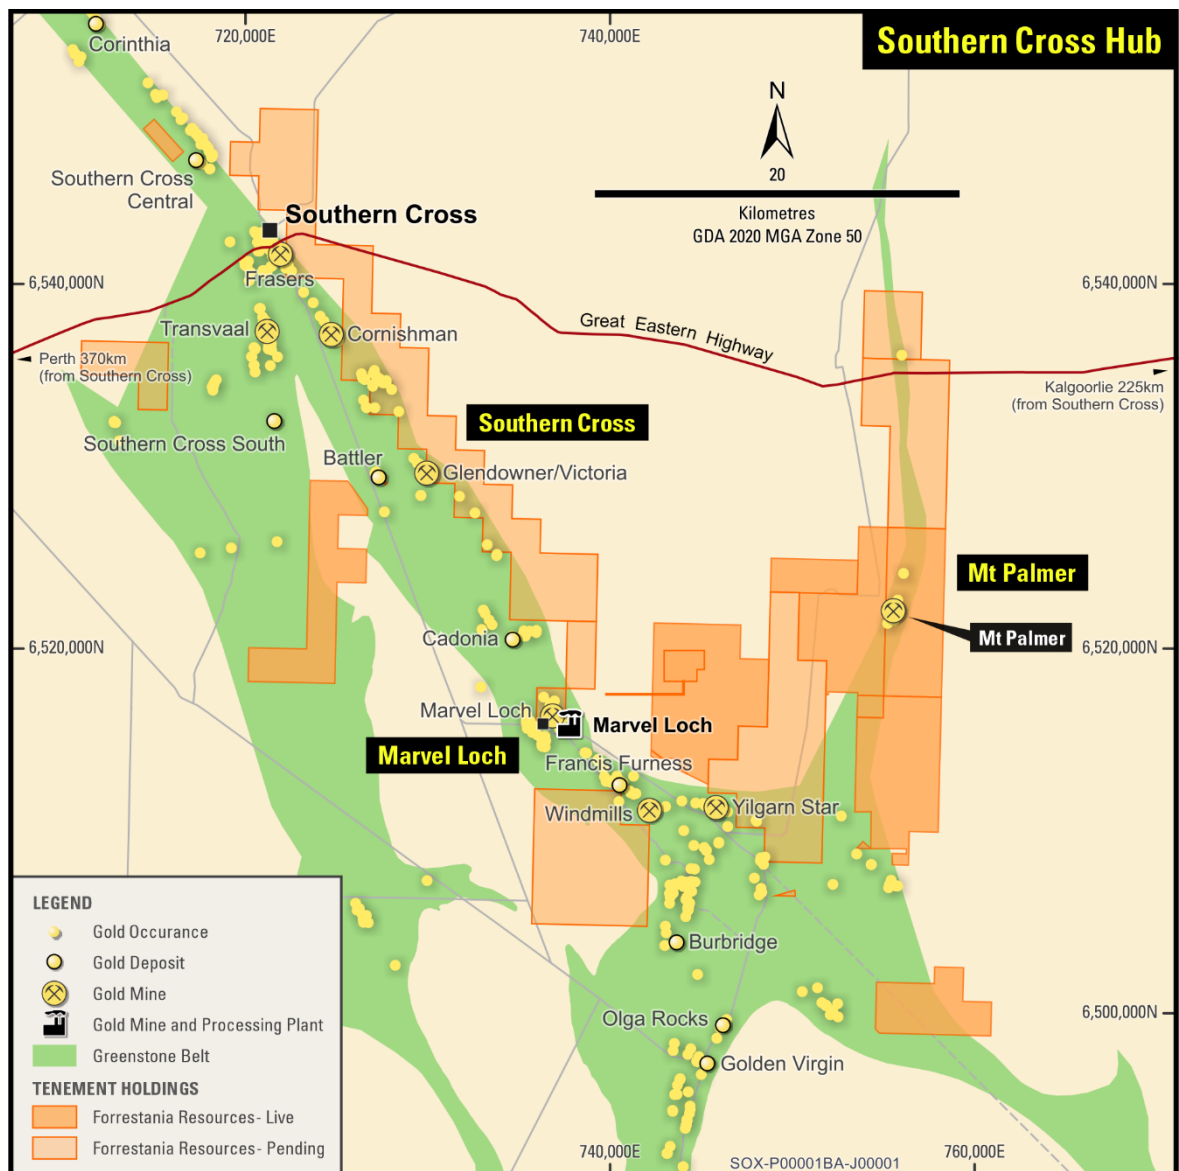 720,000E
740,000E
Southern Cross Hub
Corinthia
N
20
Kilometres
GDA 2020 MGA Zone 50
Southern Cross
Central
Southern Cross
6,540,000N
Frasers
6,540,000N
Transvaal
Cornishman
Great Eastern Highway
Perth 370km
(from Southern Cross)
Kalgoorlie 225km
(from Southern Cross)
Southern Cross
Southern Cross South
Battler
Glendowner/Victoria
Mt Palmer
Mt Palmer
6,520,000N
Cadonia
6,520,000N
Marvel Loch
Marvel Loch
Marvel Loch
Francis Furness
Windmills
Yilgarn Star
Burbridge
Olga Rocks
6,500,000N
Golden Virgin
LEGEND
Gold Occurance
Gold Deposit
Gold Mine
Gold Mine and Processing Plant
Greenstone Belt
TENEMENT HOLDINGS
Forrestania Resources - Live
Forrestania Resources - Pending
740,000E
760,000E
SOX-P00001BA-J00001